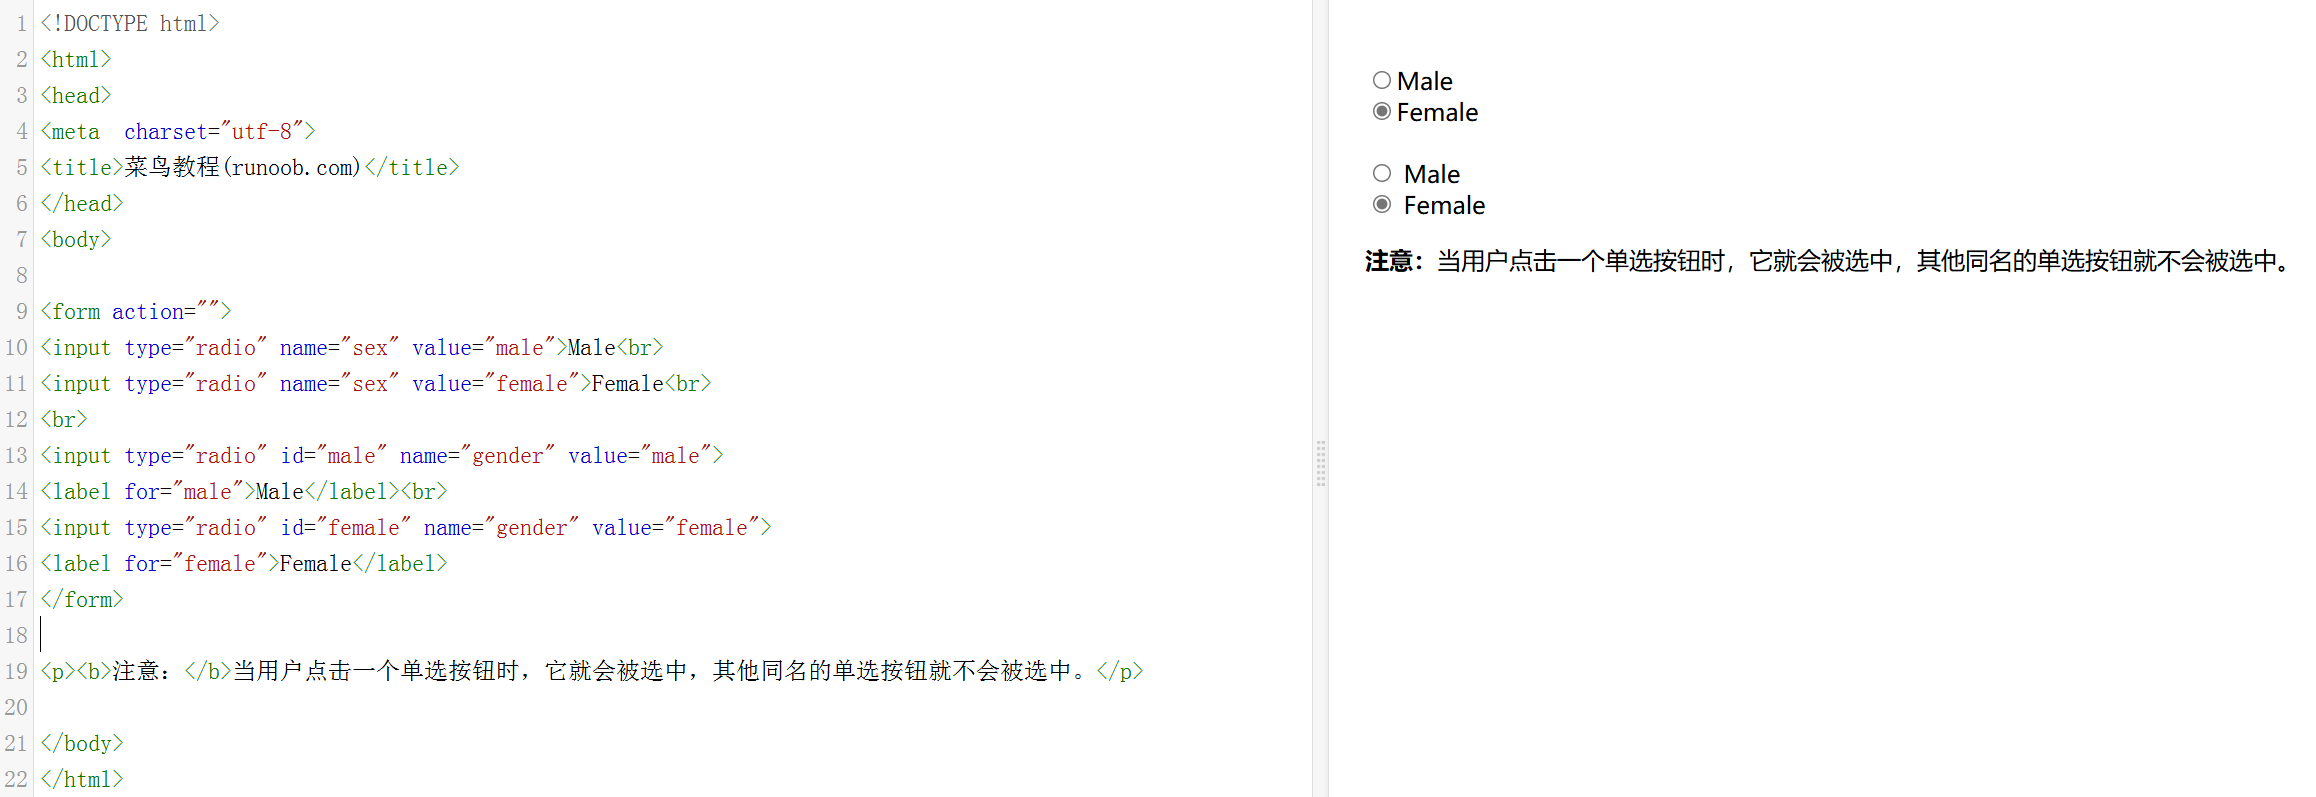 1 <!DOCTYPE html>
2 <html>
3 <head>
4 <meta  charset="utf-8">
5 <title>菜鸟教程(runoob.com)</title>
6 </head>
7 <body>
8
9 <form action="">
10 <input type="radio" name="sex" value="male">Male<br>
11 <input type="radio" name="sex" value="female">Female<br>
12 <br>
13 <input type="radio" id="male" name="gender" value="male">
14 <label for="male">Male</label><br>
15 <input type="radio" id="female" name="gender" value="female">
16 <label for="female">Female</label>
17 </form>
18
19 <p><b>注意：</b>当用户点击一个单选按钮时，它就会被选中，其他同名的单选按钮就不会被选中。</p>
20
21 </body>
22 </html>
Male
Female
Male
Female
注意：当用户点击一个单选按钮时，它就会被选中，其他同名的单选按钮就不会被选中。